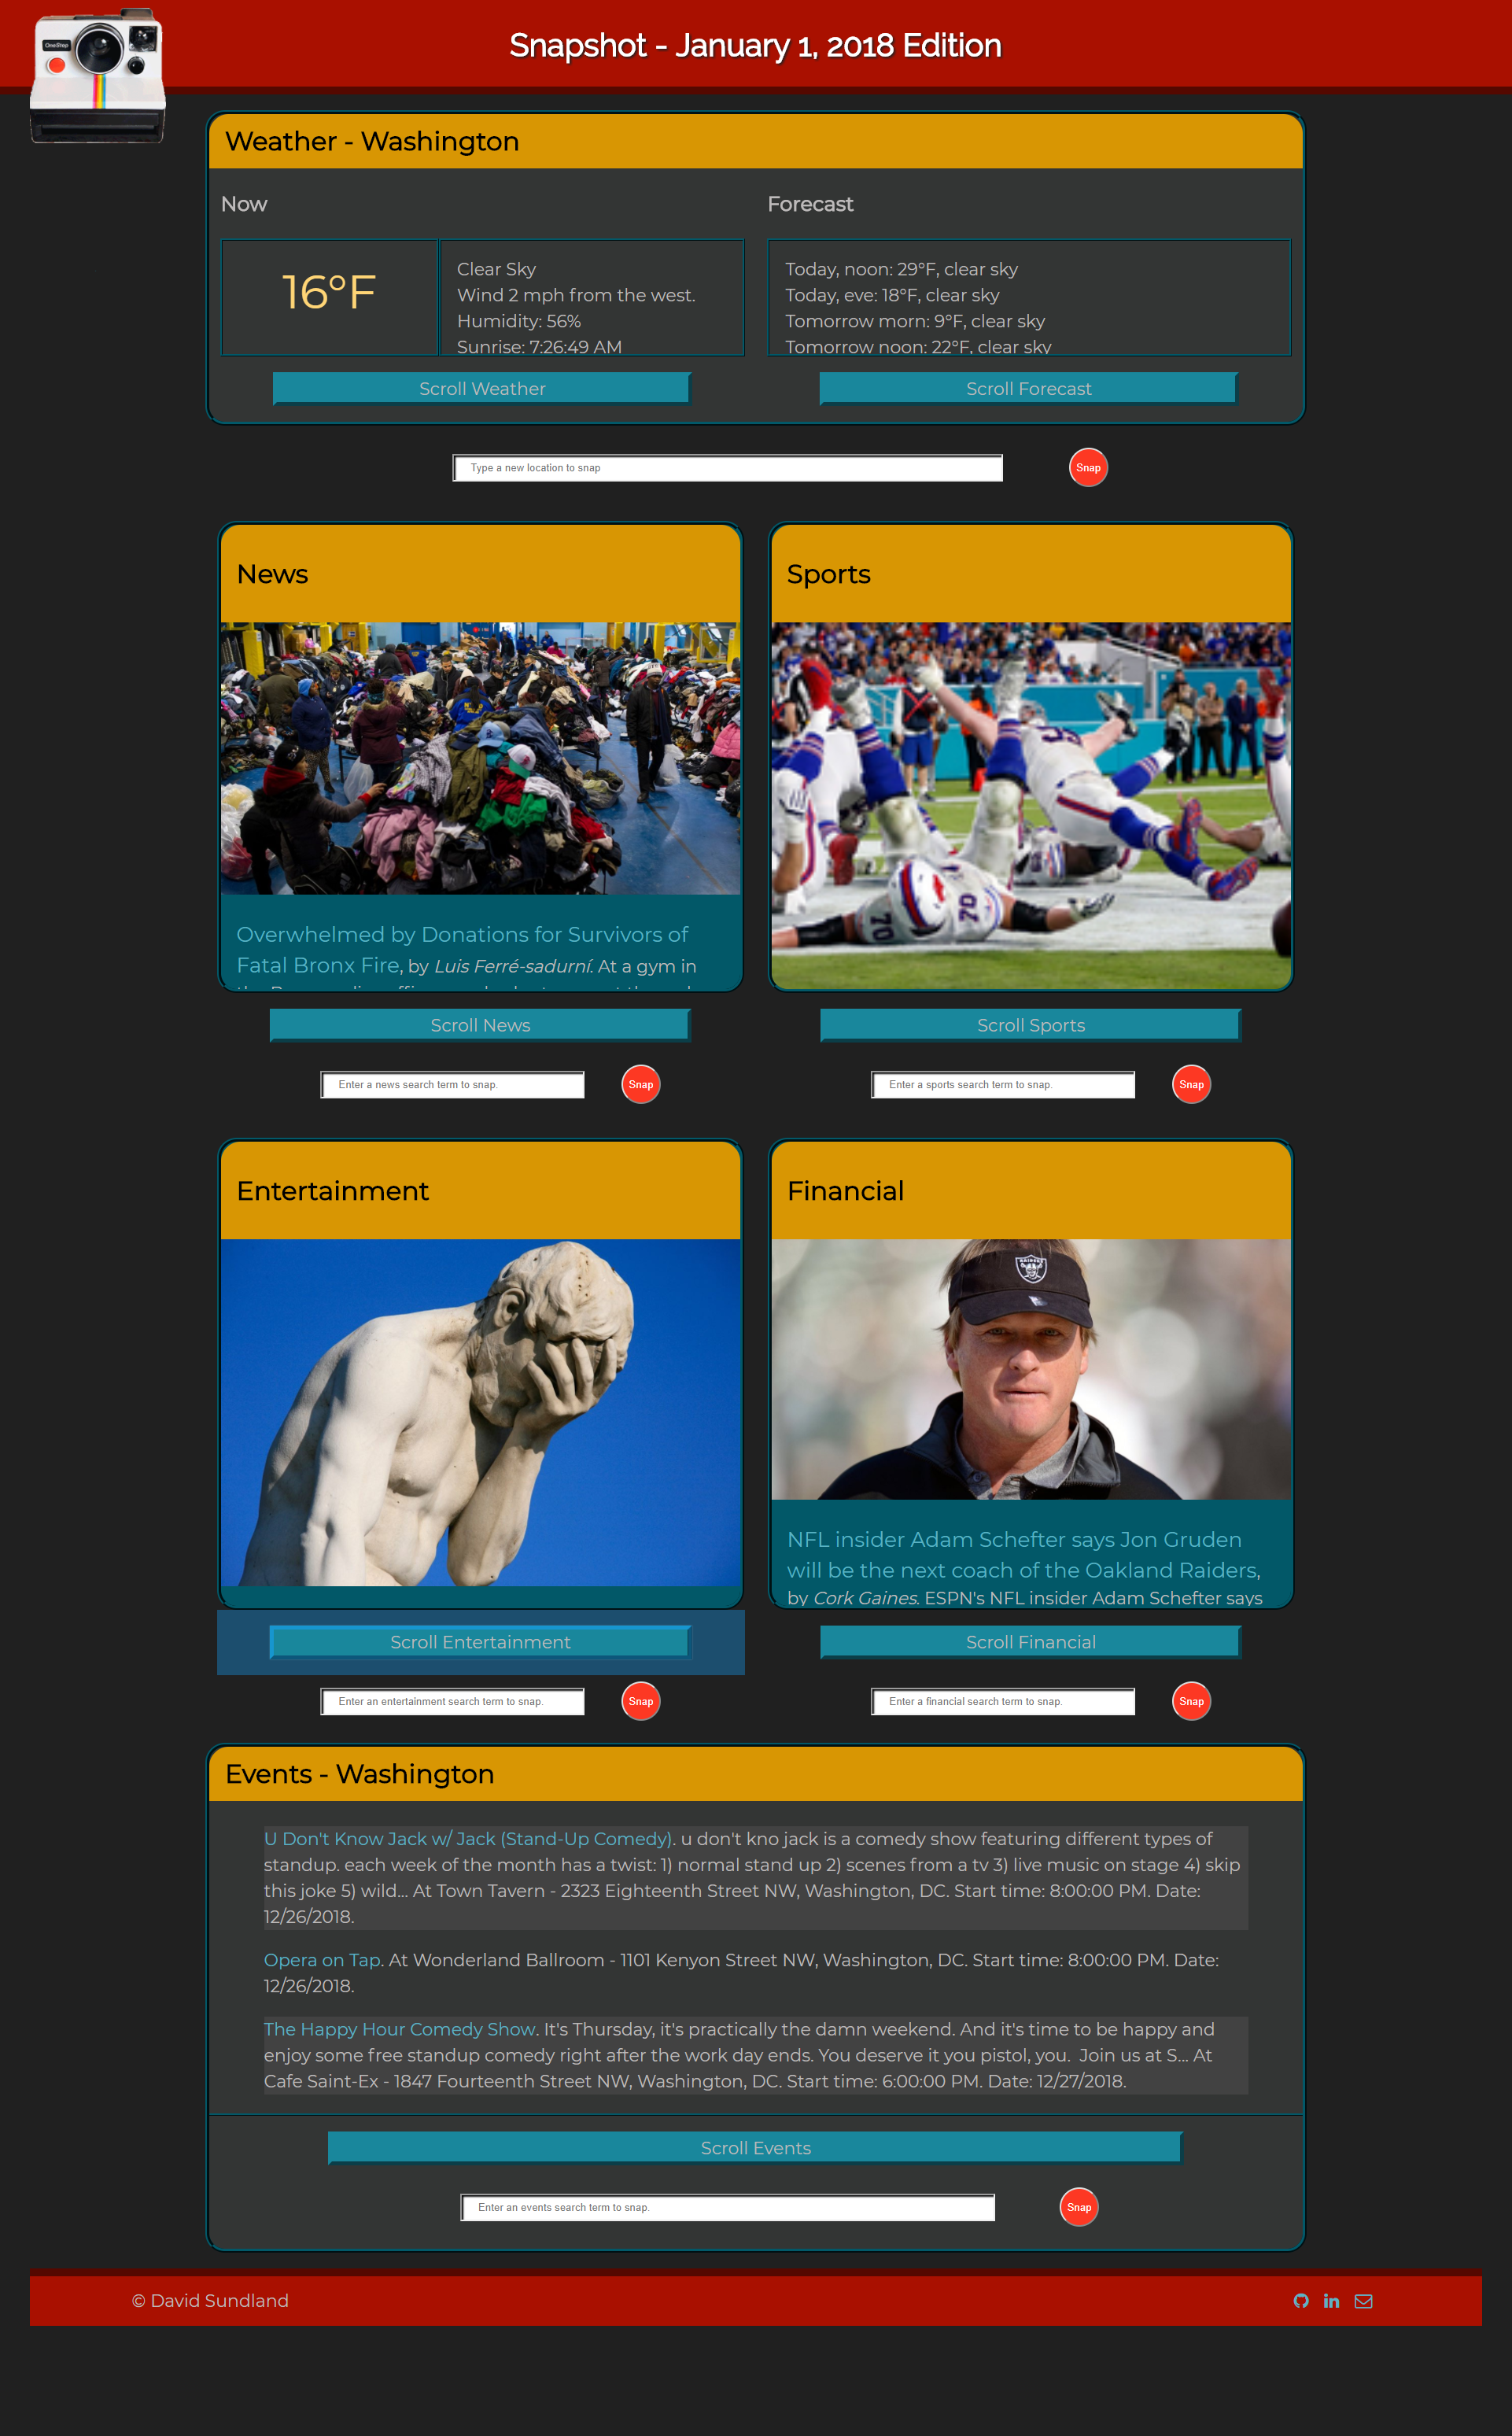 OneStep
Snapshot - January 1, 2018 Edition
Weather - Washington
Now
Forecast
16°F
Clear Sky
Wind 2 mph from the west.
Humidity: 56%
Sunrise: 7:26:49 AM
Today, noon: 29°F, clear sky
Today, eve: 18°F, clear sky
Tomorrow morn: 9°F, clear sky
Tomorrow noon: 22°F, clear sky
Scroll Weather
Scroll Forecast
Type a new location to snap
Snap
News
Sports
70
70
Overwhelmed by Donations for Survivors of
Fatal Bronx Fire, by Luis Ferré-sadurní. At a gym in
Scroll News
Scroll Sports
Enter a news search term to snap.
Snap
Enter a sports search term to snap.
Snap
Entertainment
Financial
RAIDERS
NFL insider Adam Schefter says Jon Gruden
will be the next coach of the Oakland Raiders,
by Cork Gaines. ESPN's NFL insider Adam Schefter says
Scroll Entertainment
Scroll Financial
Enter an entertainment search term to snap.
Snap
Enter a financial search term to snap.
Snap
Events - Washington
U Don't Know Jack w/ Jack (Stand-Up Comedy). u don't kno jack is a comedy show featuring different types of
standup. each week of the month has a twist: 1) normal stand up 2) scenes from a tv 3) live music on stage 4) skip
this joke 5) wild... At Town Tavern - 2323 Eighteenth Street NW, Washington, DC. Start time: 8:00:00 PM. Date:
12/26/2018.
Opera on Tap. At Wonderland Ballroom - 1101 Kenyon Street NW, Washington, DC. Start time: 8:00:00 PM. Date:
12/26/2018.
The Happy Hour Comedy Show. It's Thursday, it's practically the damn weekend. And it's time to be happy and
enjoy some free standup comedy right after the work day ends. You deserve it you pistol, you.  Join us at S... At
Cafe Saint-Ex - 1847 Fourteenth Street NW, Washington, DC. Start time: 6:00:00 PM. Date: 12/27/2018.
Scroll Events
Enter an events search term to snap.
Snap
© David Sundland